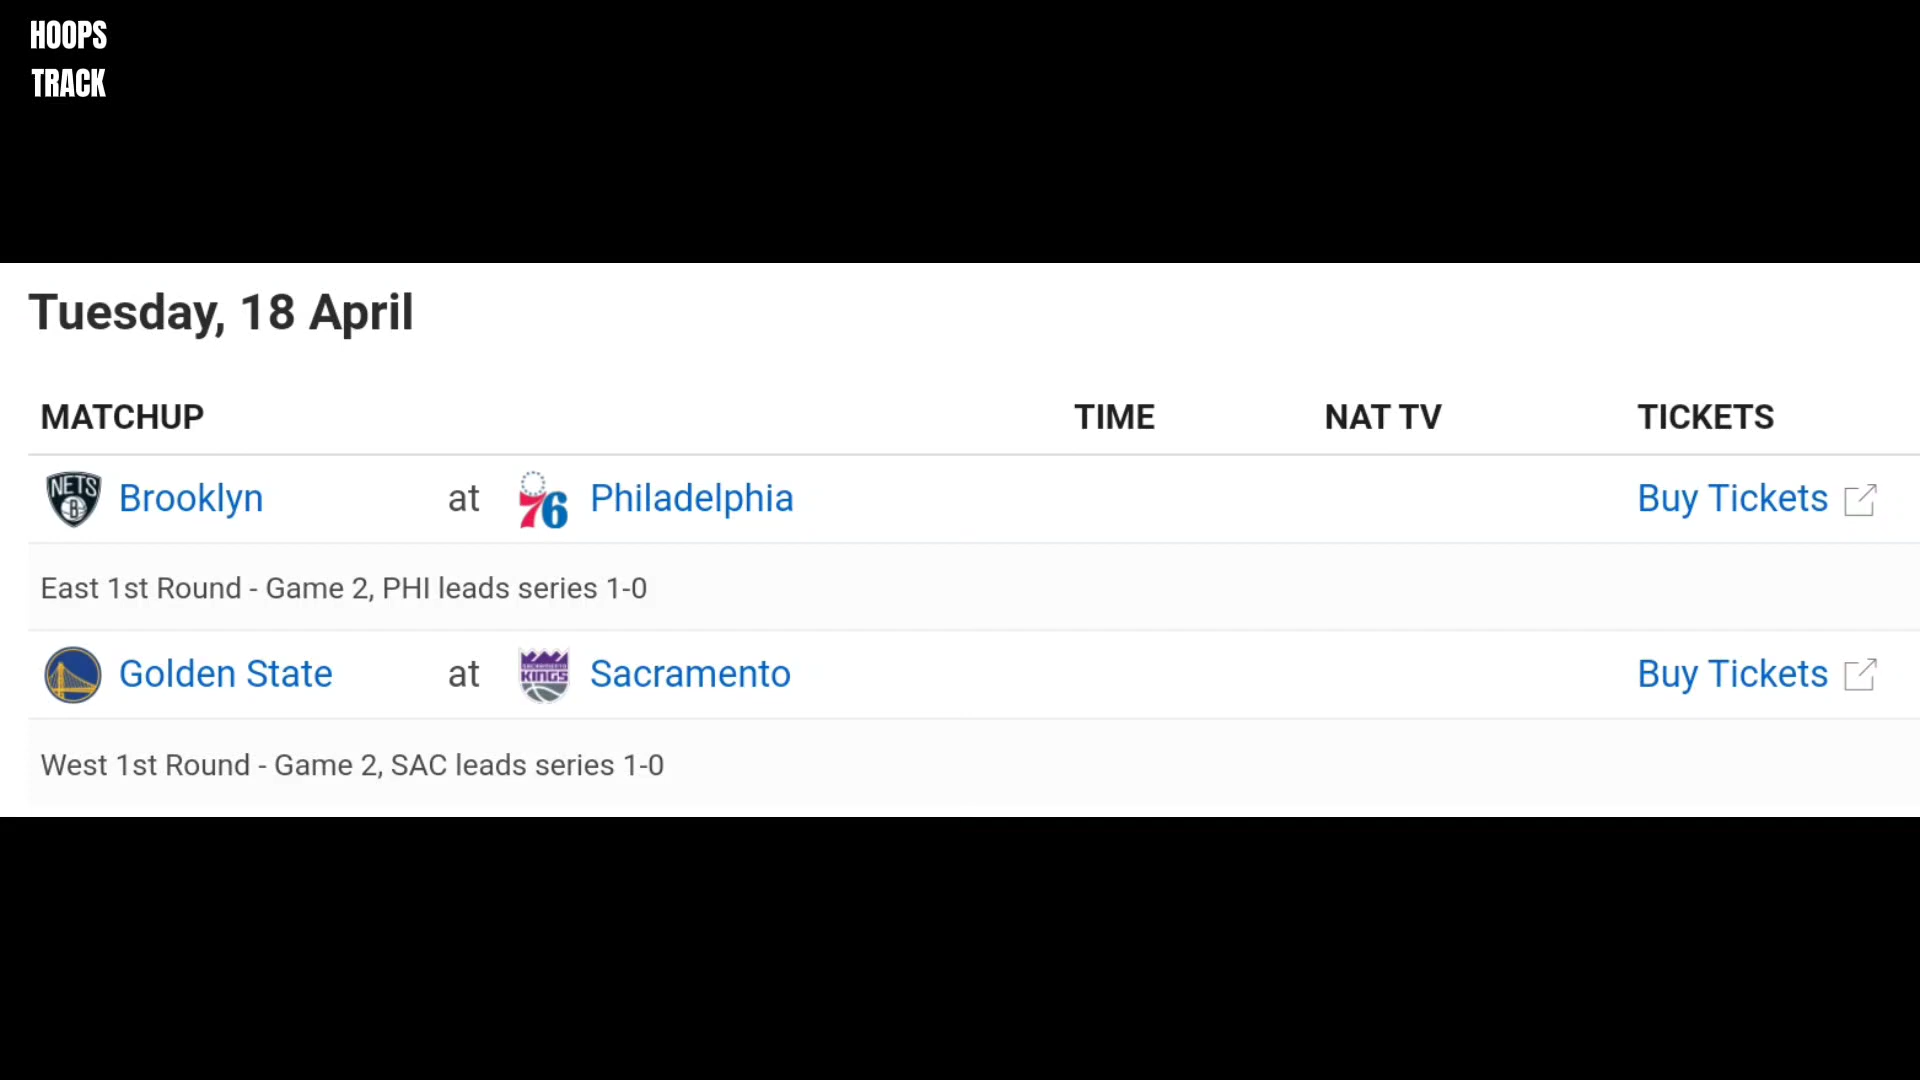 HOOPS
TRACK
Tuesday, 18 April
MATCHUP TIME NAT TV TICKETS
NETS B Brooklyn at 76 Philadelphia Buy Tickets
East 1st Round - Game 2, PHI leads series 1-0
Golden State at SACRAMENTO KINGS Sacramento Buy Tickets
West 1st Round - Game 2, SAC leads series 1-0